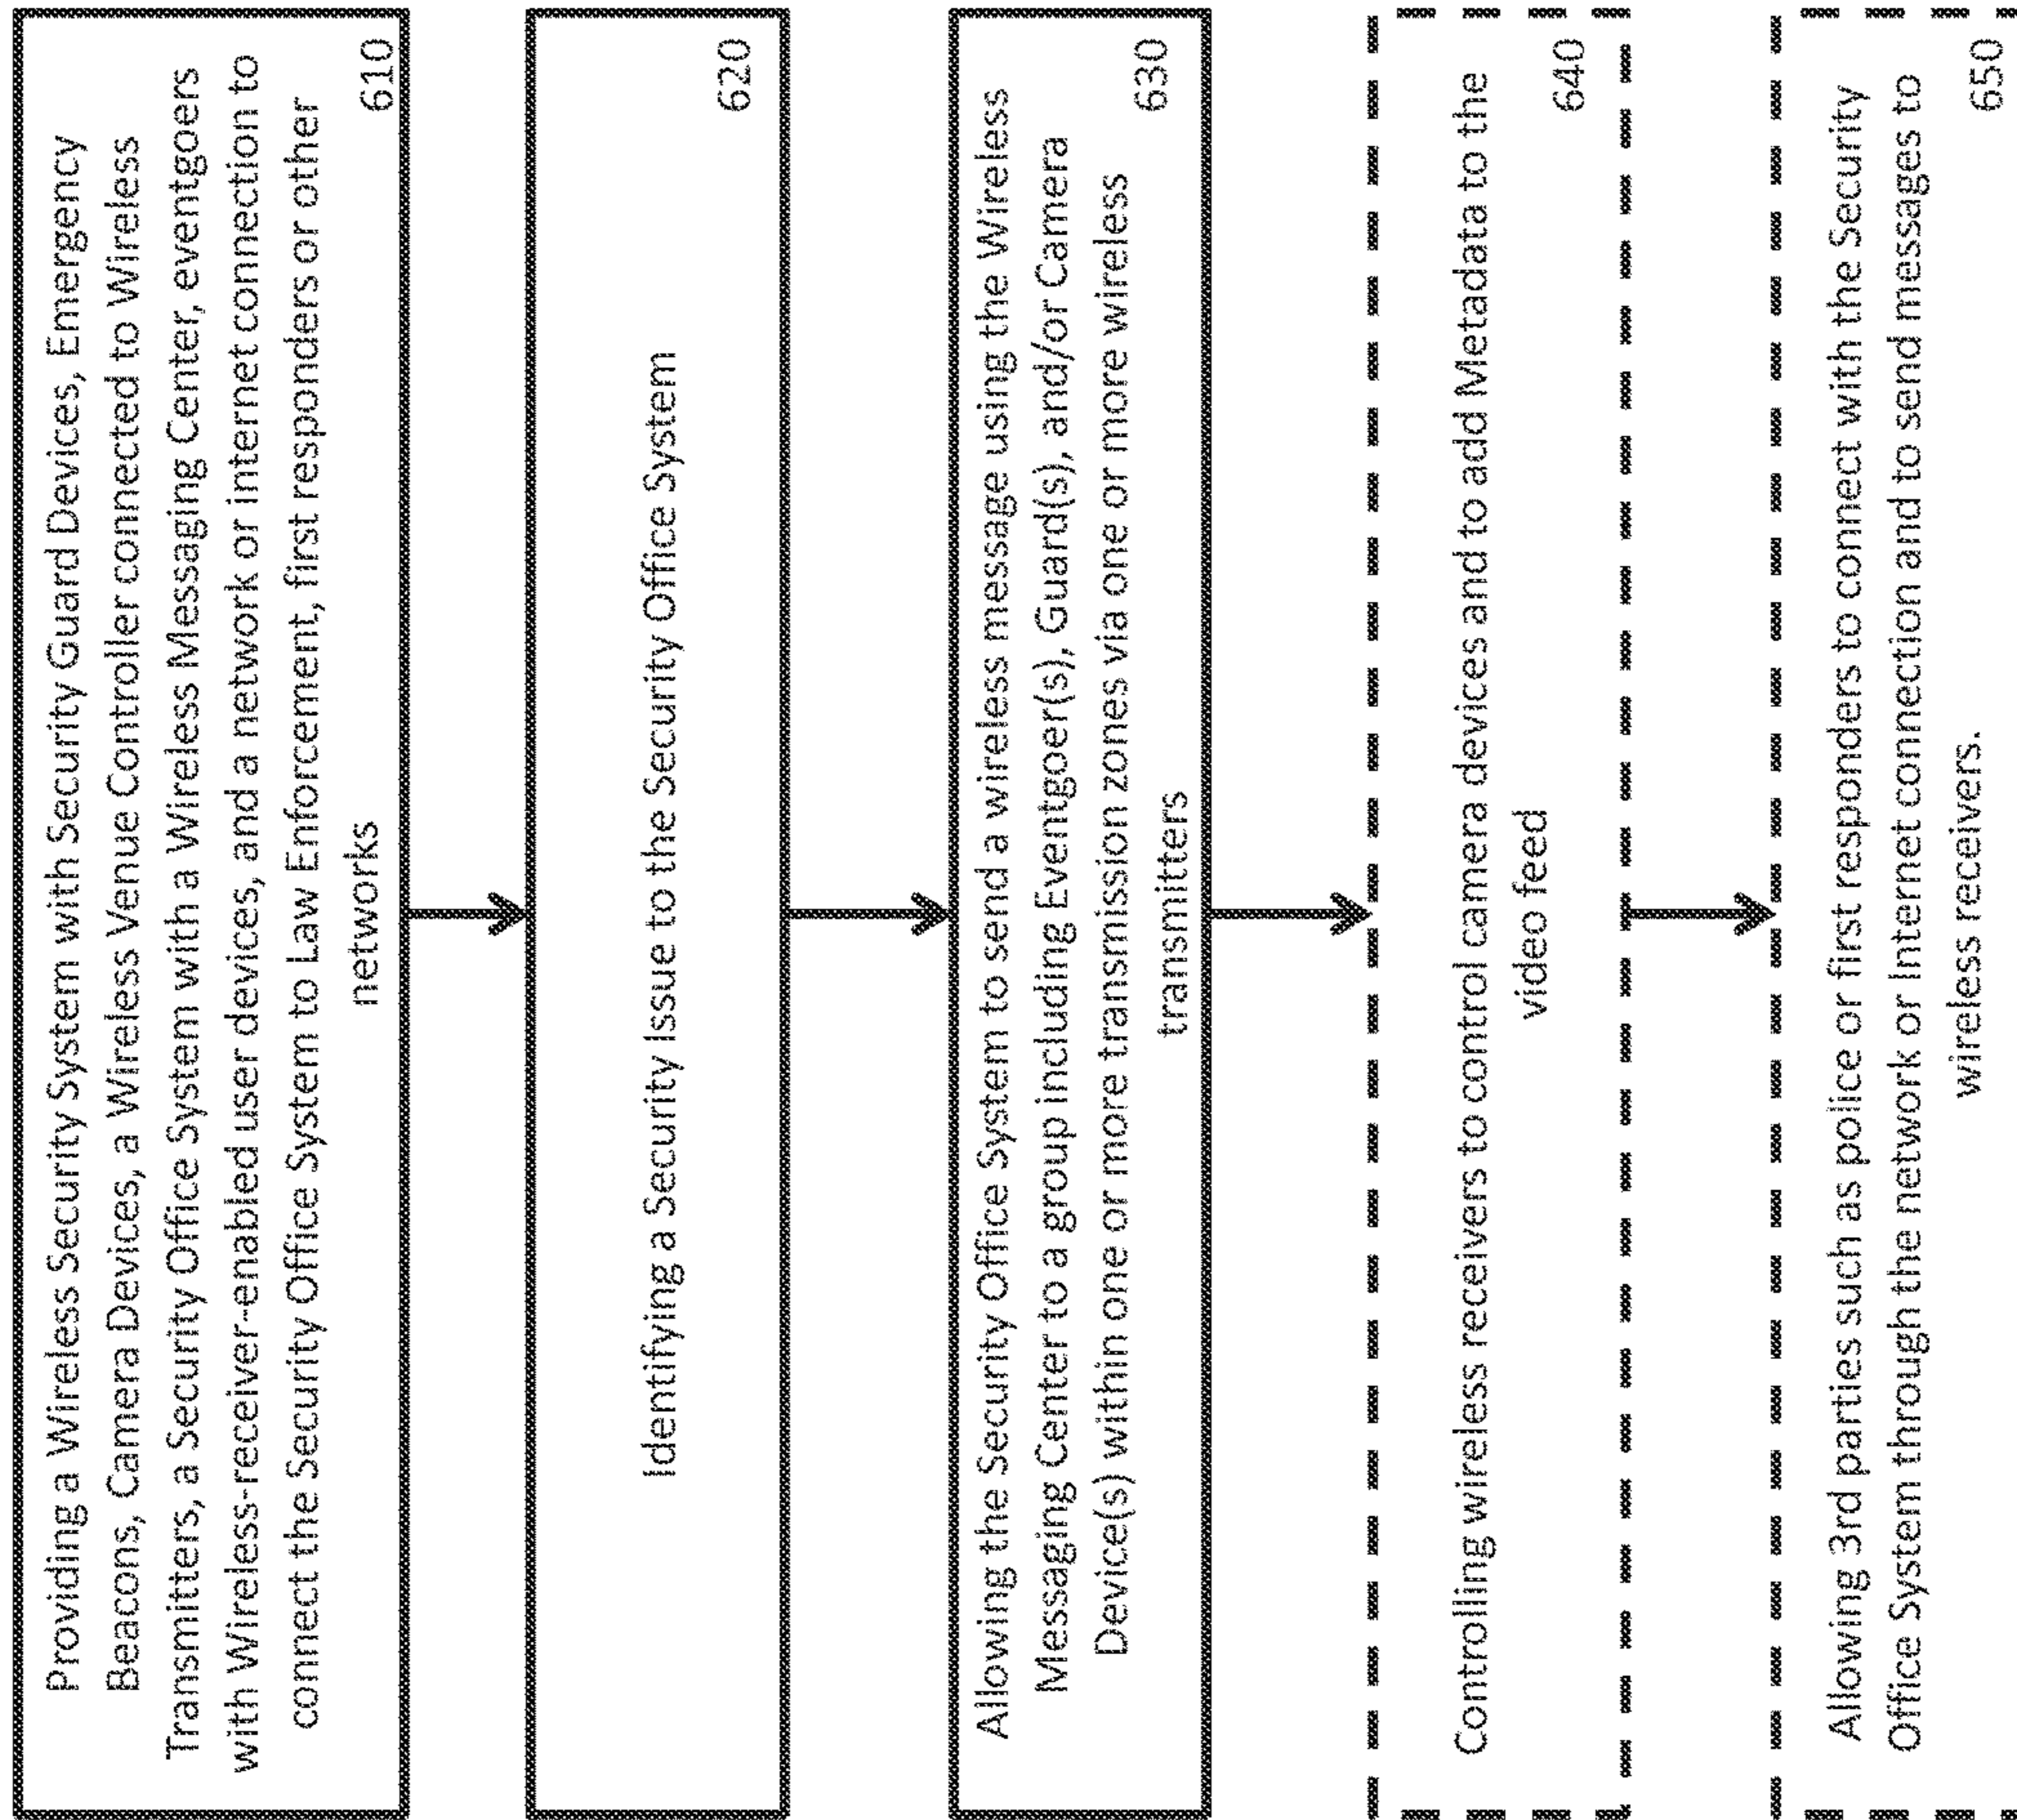 Providing a Wireless Security System with Security Guard Devices, Emergency
Beacons, Camera Devices, a Wireless Venue Controller connected to Wireless
Transmitters, a Security Office System with a Wireless Messaging Center, eventgoers
with Wireless-receiver-enabled user devices, and a network or internet connection to
connect the Security Office System to Law Enforcement, first responders or other
networks
610
Identifying a Security Issue to the Security Office System
620
Allowing the Security Office System to send a wireless message using the Wireless
Messaging Center to a group including Eventgoer(s), Guard(s), and/or Camera
Device(s) within one or more transmission zones via one or more wireless
transmitters
630
Controlling wireless receivers to control camera devices and to add Metadata to the
video feed
640
Allowing 3rd parties such as police or first responders to connect with the Security
Office System through the network or Internet connection and to send messages to
wireless receivers.
650